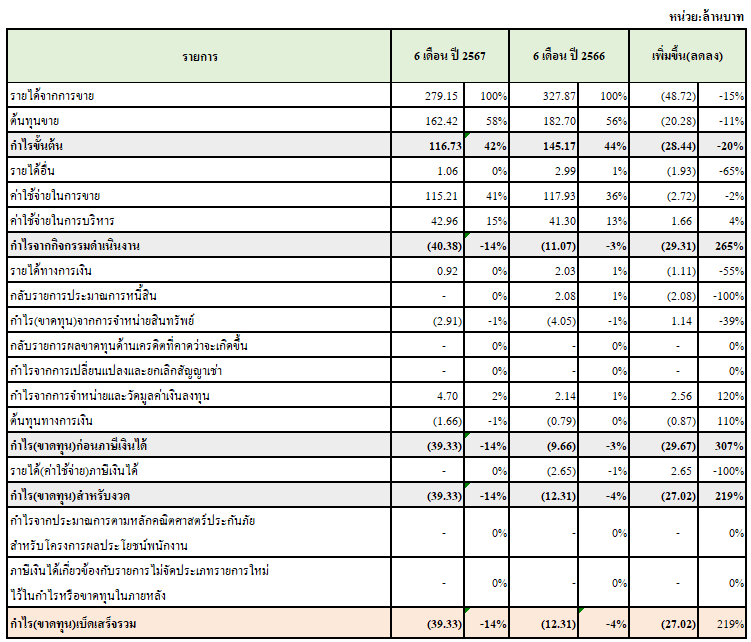 หน่วย:ล้านบาท
รายการ 6 เดือน ปี 2567 6 เดือน ปี 2566 เพิ่มขึ้น(ลดลง)
รายได้จากการขาย 279.15 100% 327.87 100% (48.72) -15%
ต้นทุนขาย 162.42 58% 182.70 56% (20.28) -11%
กำไรขั้นต้น 116.73 42% 145.17 44% (28.44) -20%
รายได้อื่น 1.06 0% 2.99 1% (1.93) -65%
ค่าใช้จ่ายในการขาย 115.21 41% 117.93 36% (2.72) -2%
ค่าใช้จ่ายในการบริหาร 42.96 15% 41.30 13% 1.66 4%
กำไรจากกิจกรรมดำเนินงาน (40.38) -14% (11.07) -3% (29.31) 265%
รายได้ทางการเงิน 0.92 0% 2.03 1% (1.11) -55%
กลับรายการประมาณการหนี้สิน - 0% 2.08 1% (2.08) -100%
กำไร(ขาดทุน)จากการจำหน่ายสินทรัพย์ (2.91) -1% (4.05) -1% 1.14 -39%
กลับรายการผลขาดทุนด้านเครดิตที่คาดว่าจะเกิดขึ้น - 0% - 0% - 0%
กำไรจากการเปลี่ยนแปลงและยกเลิกสัญญาเช่า - 0% - 0% - 0%
กำไรจากการจำหน่ายและวัดมูลค่าเงินลงทุน 4.70 2% 2.14 1% 2.56 120%
ต้นทุนทางการเงิน (1.66) -1% (0.79) 0% (0.87) 110%
กำไร(ขาดทุน)ก่อนภาษีเงินได้ (39.33) -14% (9.66) -3% (29.67) 307%
รายได้(ค่าใช้จ่าย)ภาษีเงินได้ - 0% (2.65) -1% 2.65 -100%
กำไร(ขาดทุน)สำหรับงวด (39.33) -14% (12.31) -4% (27.02) 219%
กำไรจากประมาณการตามหลักคณิตศาสตร์ประกันภัย
สำหรับโครงการผลประโยชน์พนักงาน - 0% - 0% - 0%
ภาษีเงินได้เกี่ยวข้องกับรายการไม่จัดประเภทรายการใหม่
ไว้ในกำไรหรือขาดทุนในภายหลัง - 0% - 0% - 0%
กำไร(ขาดทุน)เบ็ดเสร็จรวม (39.33) -14% (12.31) -4% (27.02) 219%